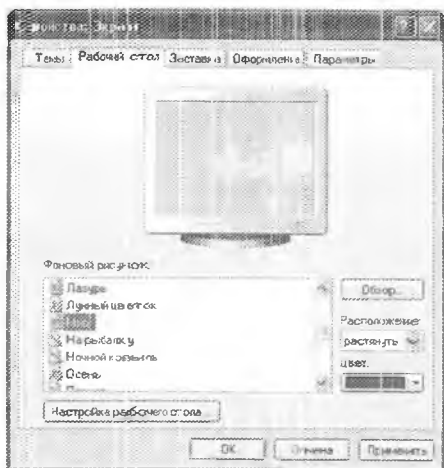 Свойства: Экран
Темы Рабочий стол Заставка Оформление Параметры
Фоновый рисунок:
Лазурь
Лунный цветок
На рыбалку
Ночной ковыль
Осень
Обзор...
Расположение:
растянуть
Цвет:
Настройка рабочего стола...
ОК Отмена Применить